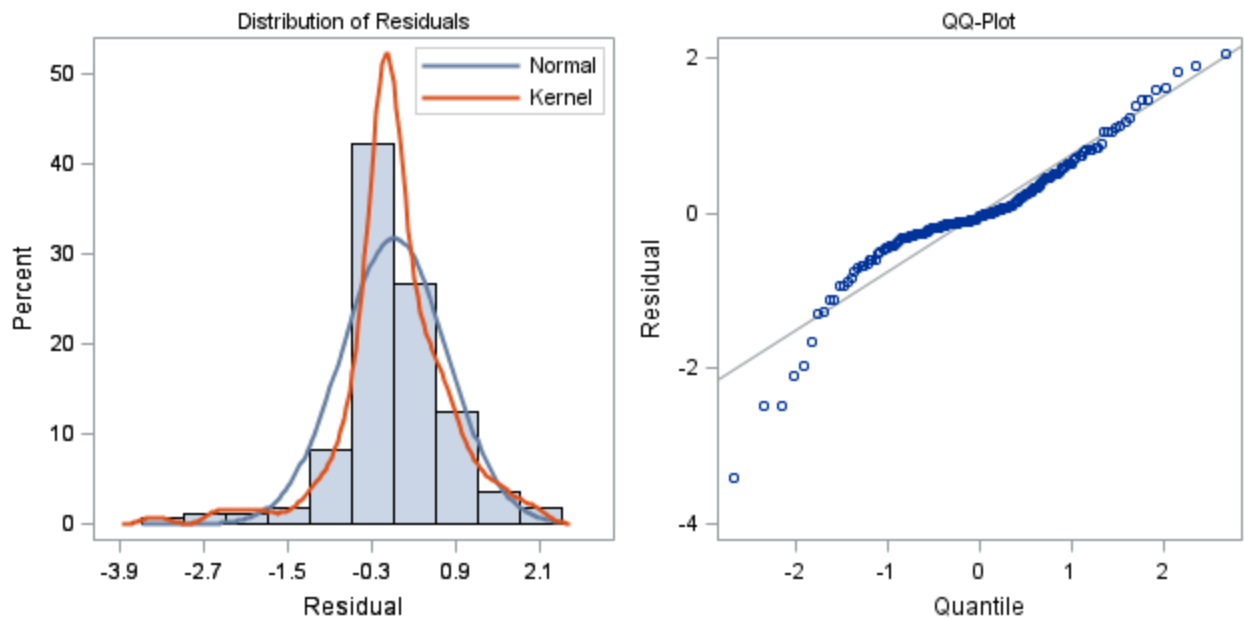 Distribution of Residuals
Normal
Kernel
50
40
30
20
10
0
Percent
-3.9 -2.7 -1.5 -0.3 0.9 2.1
Residual
QQ-Plot
2
0
-2
-4
Residual
-2 -1 0 1 2
Quantile